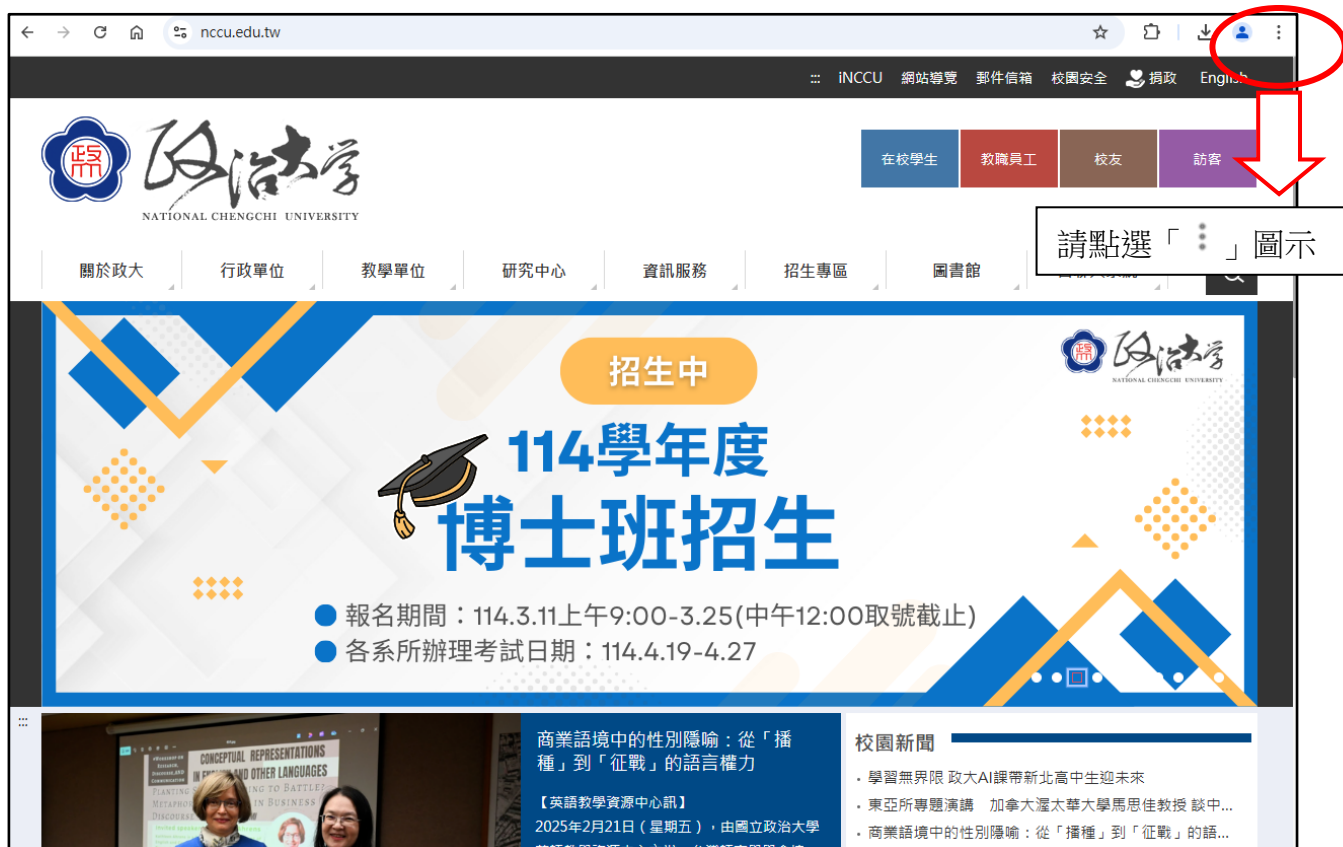 nccu.edu.tw
iNCCU 網站導覽 郵件信箱 校園安全 捐政 English
政治大学
NATIONAL CHENGCHI UNIVERSITY
在校學生 教職員工 校友 訪客
請點選「⋮」圖示
關於政大 行政單位 教學單位 研究中心 資訊服務 招生專區 圖書館
政治大学
NATIONAL CHENGCHI UNIVERSITY
招生中
114學年度
博士班招生
報名期間：114.3.11上午9:00-3.25(中午12:00取號截止)
各系所辦理考試日期：114.4.19-4.27
CONCEPTUAL REPRESENTATIONS
AND OTHER LANGUAGES
商業語境中的性別隱喻：從「播
種」到「征戰」的語言權力
【英語教學資源中心訊】
2025年2月21日（星期五），由國立政治大學
校園新聞
學習無界限 政大AI課帶新北高中生迎未來
東亞所專題演講 加拿大渥太華大學馬思佳教授 談中...
商業語境中的性別隱喻：從「播種」到「征戰」的語...